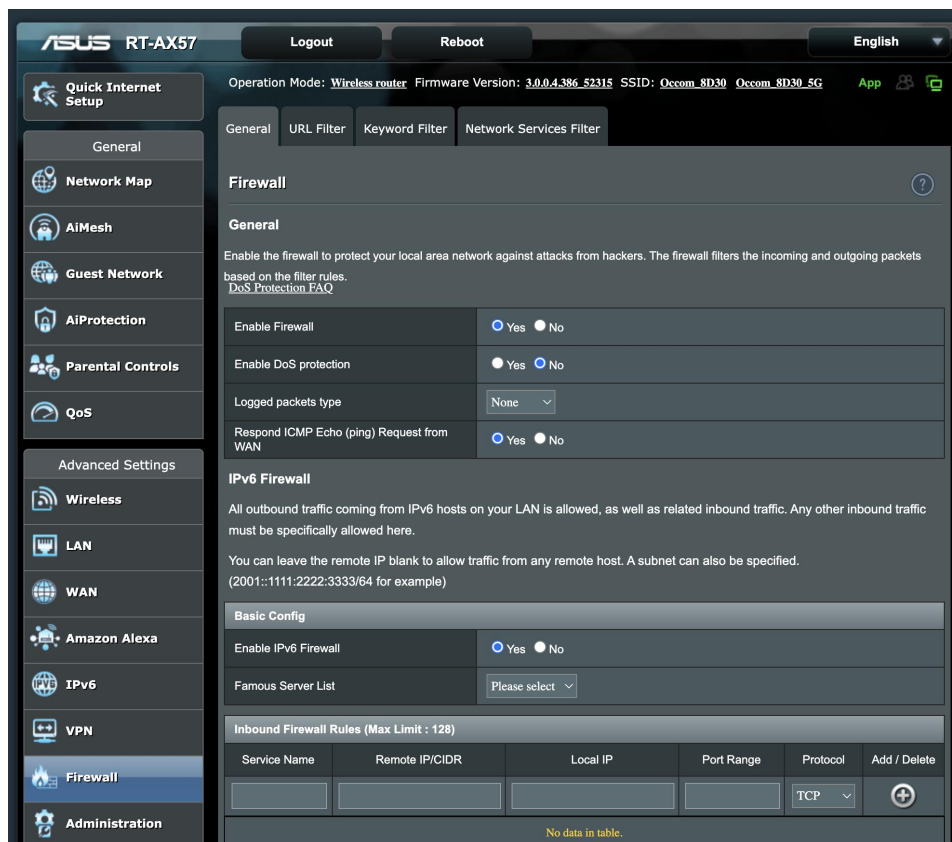 ASUS RT-AX57 Logout Reboot English
Quick Internet Setup
Operation Mode: Wireless router Firmware Version: 3.0.0.4.386_52315 SSID: Occom_8D30 Occom_8D30_5G App
General URL Filter Keyword Filter Network Services Filter
General
Network Map
AiMesh
Guest Network
AiProtection
Parental Controls
QoS
Advanced Settings
Wireless
LAN
WAN
Amazon Alexa
IPv6
VPN
Firewall
Administration
Firewall ?
General
Enable the firewall to protect your local area network against attacks from hackers. The firewall filters the incoming and outgoing packets
based on the filter rules.
DoS Protection FAQ
Enable Firewall Yes No
Enable DoS protection Yes No
Logged packets type None
Respond ICMP Echo (ping) Request from
WAN Yes No
IPv6 Firewall
All outbound traffic coming from IPv6 hosts on your LAN is allowed, as well as related inbound traffic. Any other inbound traffic
must be specifically allowed here.
You can leave the remote IP blank to allow traffic from any remote host. A subnet can also be specified.
(2001::1111:2222:3333/64 for example)
Basic Config
Enable IPv6 Firewall Yes No
Famous Server List Please select
Inbound Firewall Rules (Max Limit : 128)
Service Name Remote IP/CIDR Local IP Port Range Protocol Add / Delete
TCP
No data in table.